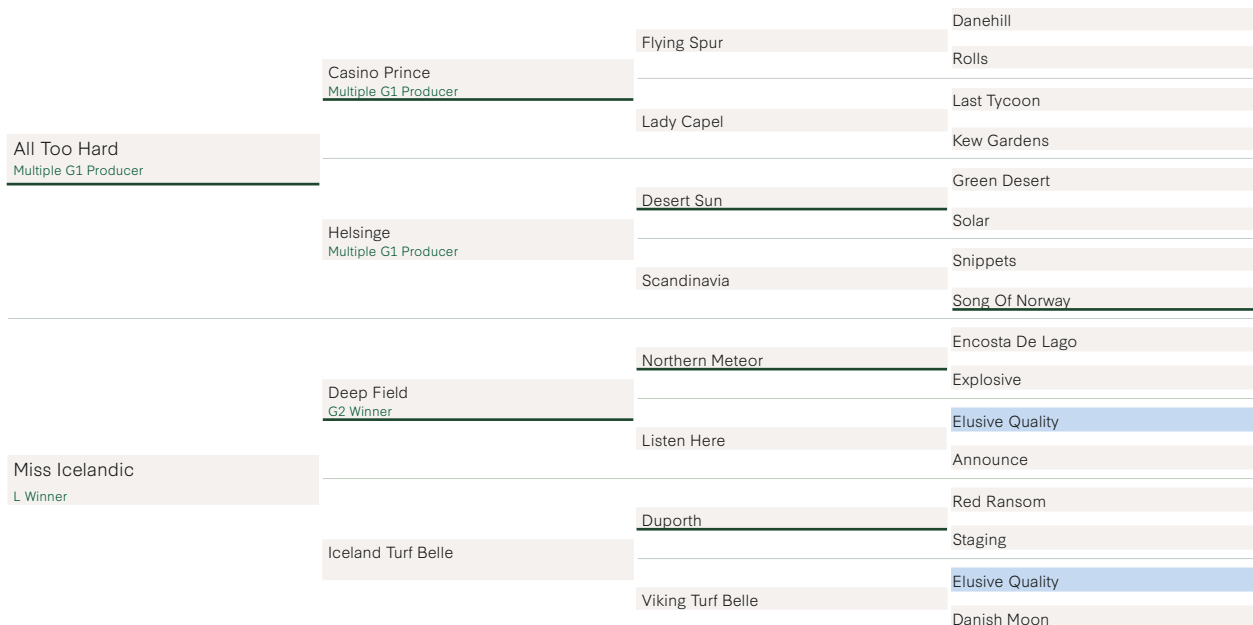 All Too Hard
Multiple G1 Producer
Miss Icelandic
L Winner
Casino Prince
Multiple G1 Producer
Helsinge
Multiple G1 Producer
Deep Field
G2 Winner
Iceland Turf Belle
Flying Spur
Lady Capel
Desert Sun
Scandinavia
Northern Meteor
Listen Here
Duporth
Viking Turf Belle
Danehill
Rolls
Last Tycoon
Kew Gardens
Green Desert
Solar
Snippets
Song Of Norway
Encosta De Lago
Explosive
Elusive Quality
Announce
Red Ransom
Staging
Elusive Quality
Danish Moon